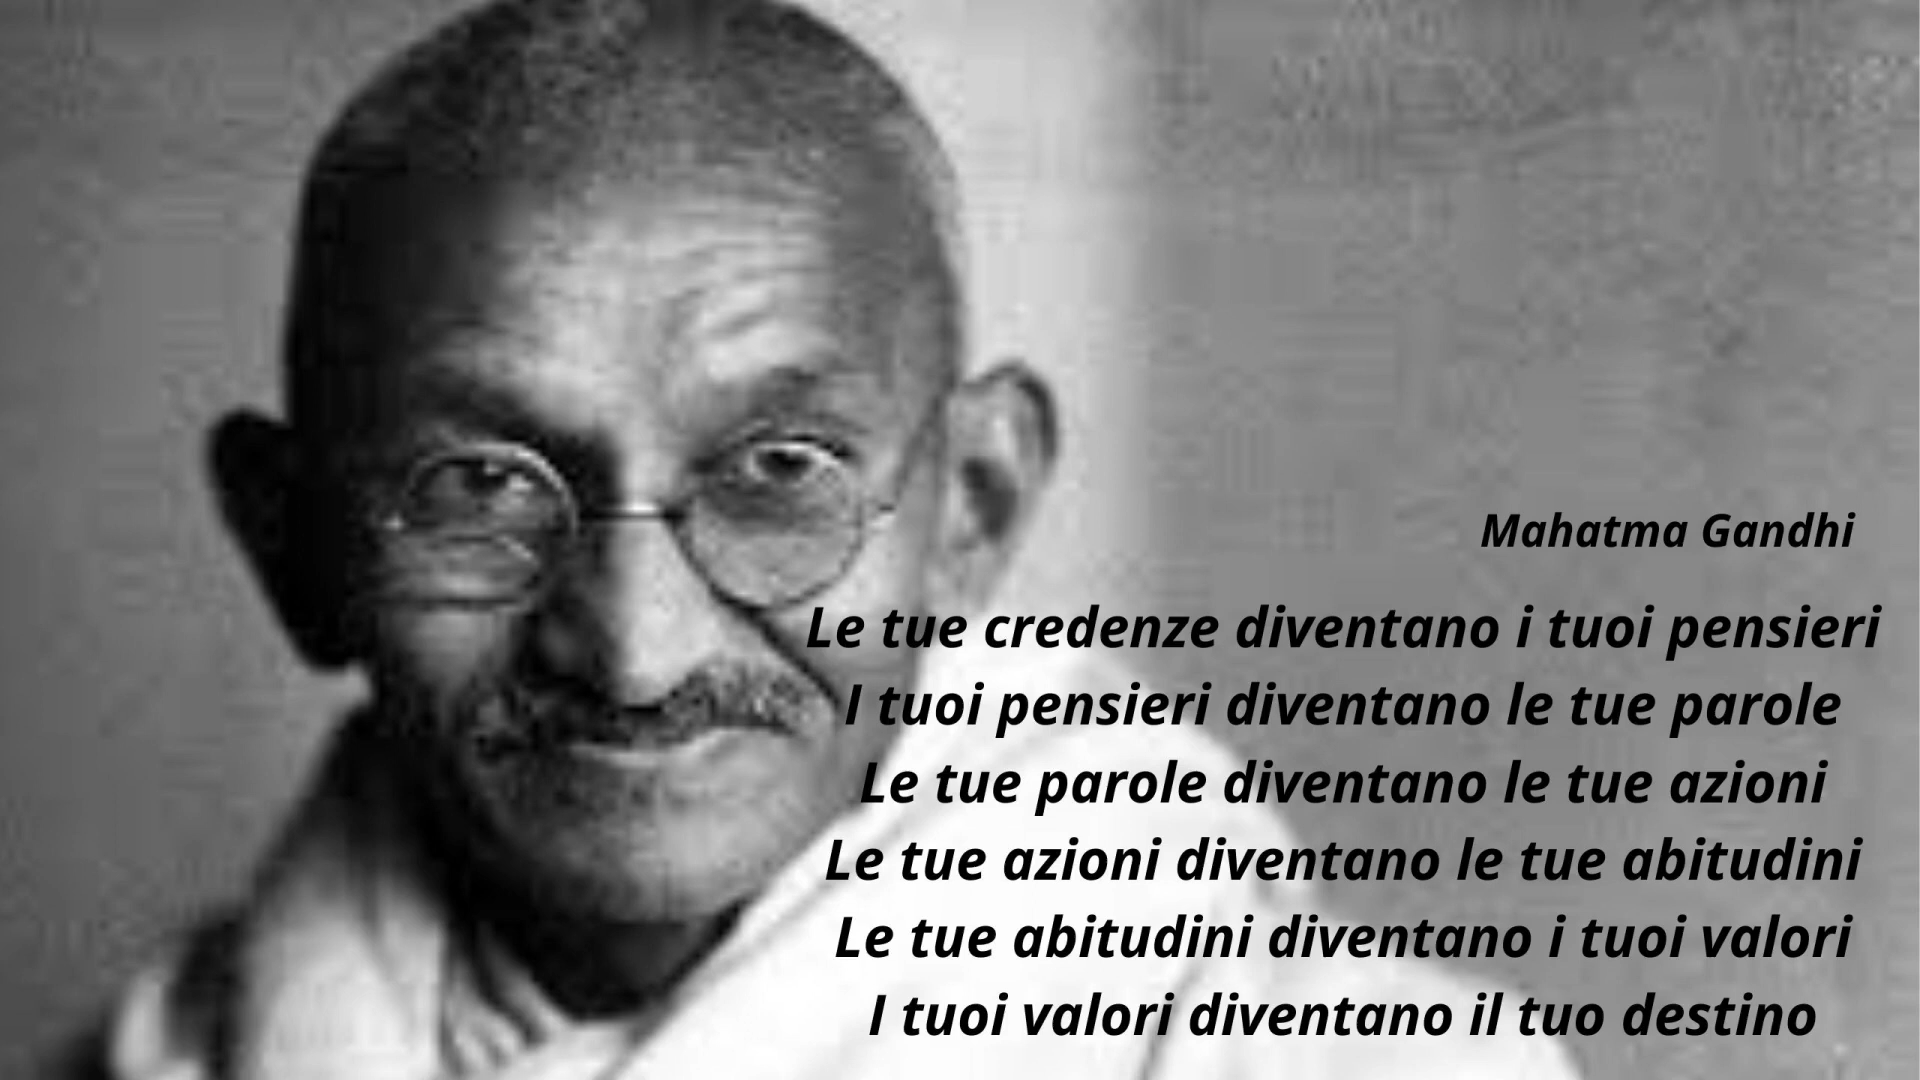 Mahatma Gandhi
Le tue credenze diventano i tuoi pensieri
I tuoi pensieri diventano le tue parole
Le tue parole diventano le tue azioni
Le tue azioni diventano le tue abitudini
Le tue abitudini diventano i tuoi valori
I tuoi valori diventano il tuo destino